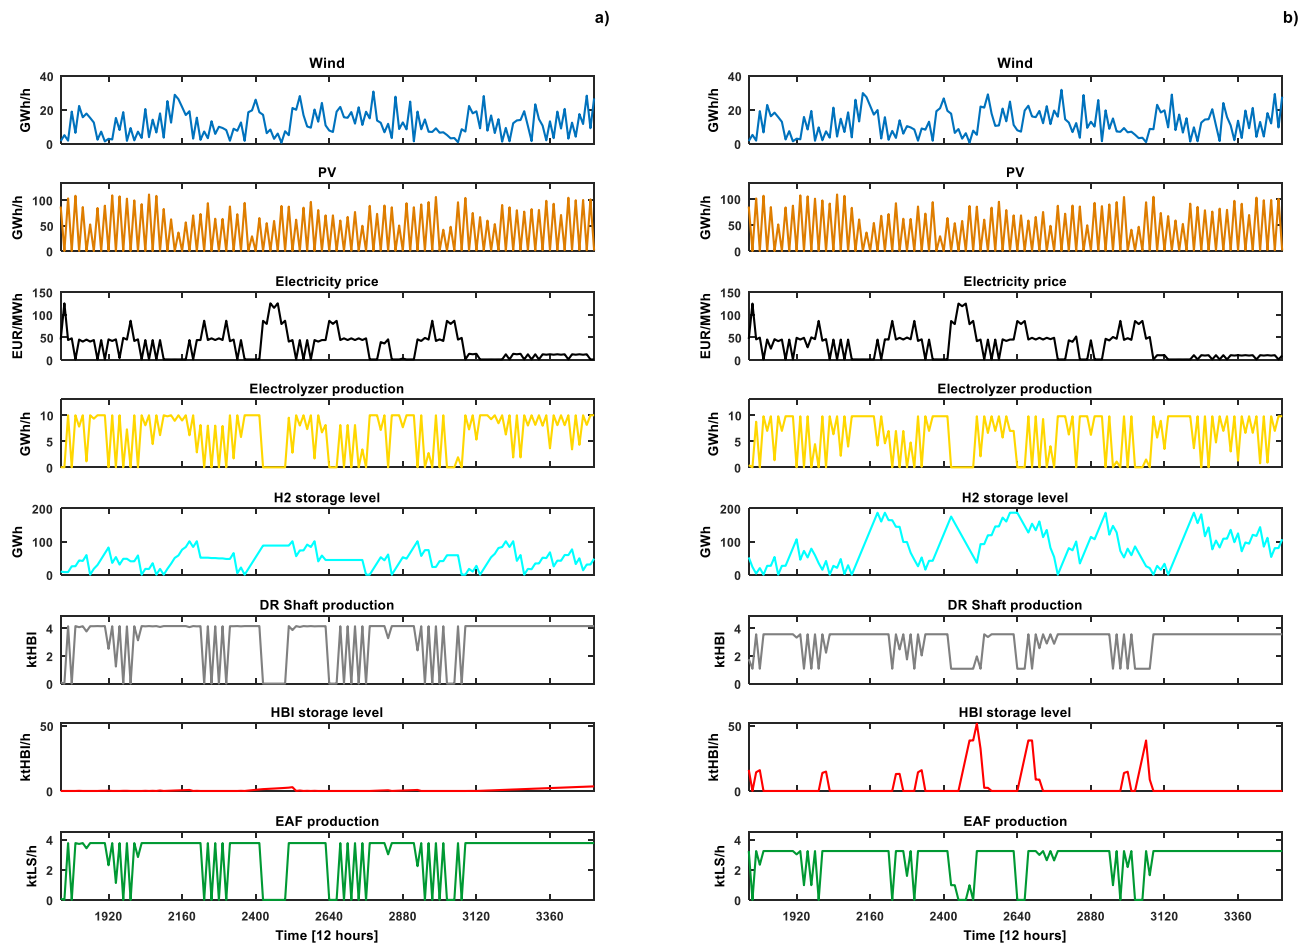 a)
Wind
GWh/h
40
20
0
PV
GWh/h
100
50
0
Electricity price
EUR/MWh
150
100
50
0
Electrolyzer production
GWh/h
10
5
0
H2 storage level
GWh
200
100
0
DR Shaft production
ktHBI
4
2
0
HBI storage level
ktHBI/h
50
0
EAF production
ktLS/h
4
2
0
1920 2160 2400 2640 2880 3120 3360
Time [12 hours]
b)
Wind
GWh/h
40
20
0
PV
GWh/h
100
50
0
Electricity price
EUR/MWh
150
100
50
0
Electrolyzer production
GWh/h
10
5
0
H2 storage level
GWh
200
100
0
DR Shaft production
ktHBI
4
2
0
HBI storage level
ktHBI/h
50
0
EAF production
ktLS/h
4
2
0
1920 2160 2400 2640 2880 3120 3360
Time [12 hours]